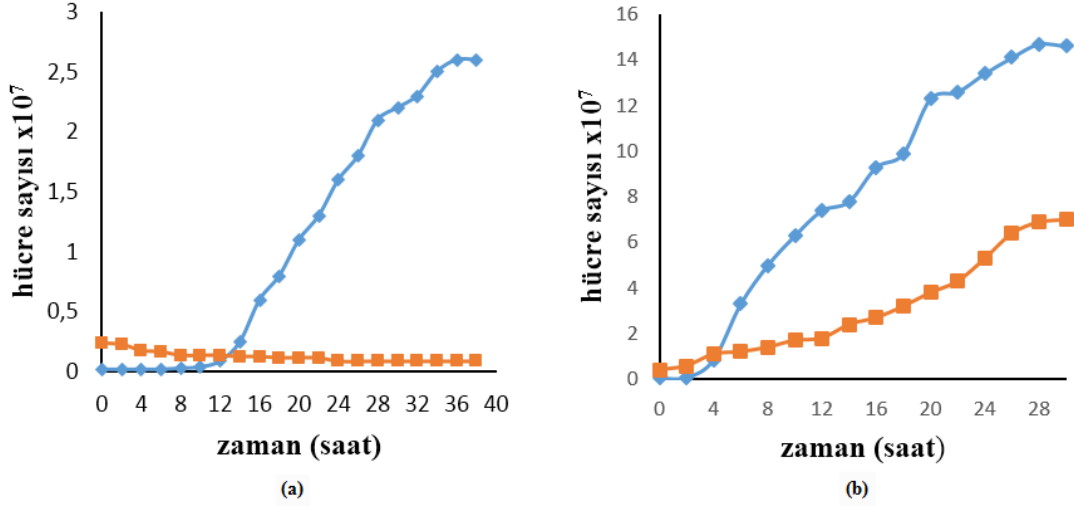 3
2,5
2
1,5
1
0,5
0
0 4 8 12 16 20 24 28 32 36 40
hücre sayısı x10⁷
zaman (saat)
(a)
16
14
12
10
8
6
4
2
0
0 4 8 12 16 20 24 28
hücre sayısı x10⁷
zaman (saat)
(b)